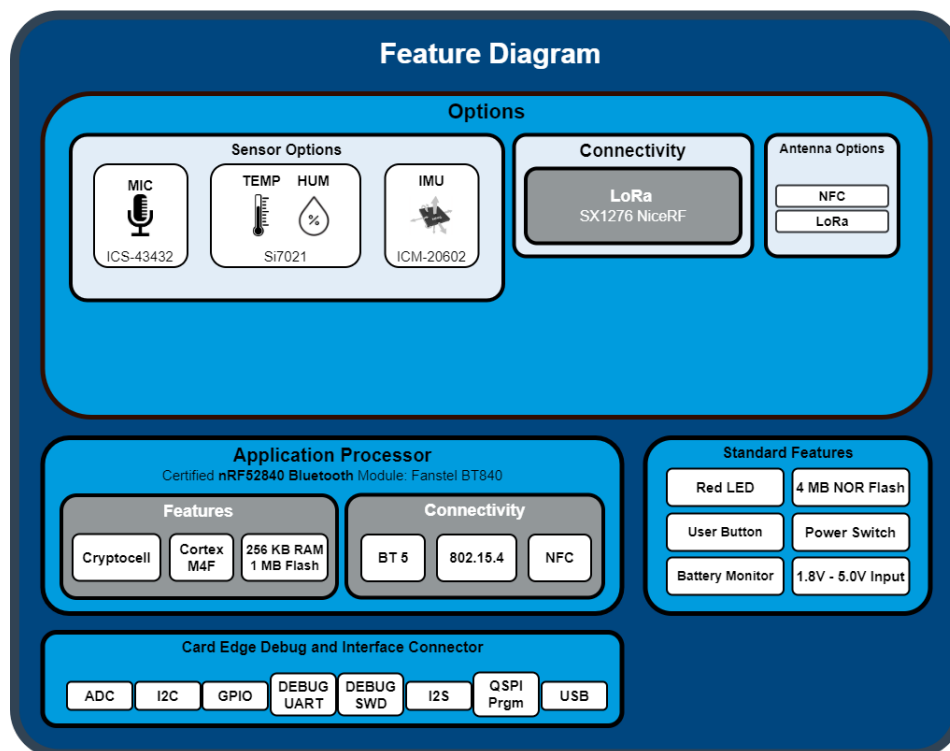 Feature Diagram
Options
Sensor Options
MIC
ICS-43432
TEMP HUM
%
Si7021
IMU
ICM-20602
Connectivity
LoRa
SX1276 NiceRF
Antenna Options
NFC
LoRa
Application Processor
Certified nRF52840 Bluetooth Module: Fanstel BT840
Features
Cryptocell
Cortex
M4F
256 KB RAM
1 MB Flash
Connectivity
BT 5
802.15.4
NFC
Standard Features
Red LED
4 MB NOR Flash
User Button
Power Switch
Battery Monitor
1.8V - 5.0V Input
Card Edge Debug and Interface Connector
ADC
I2C
GPIO
DEBUG
UART
DEBUG
SWD
I2S
QSPI
Prgm
USB